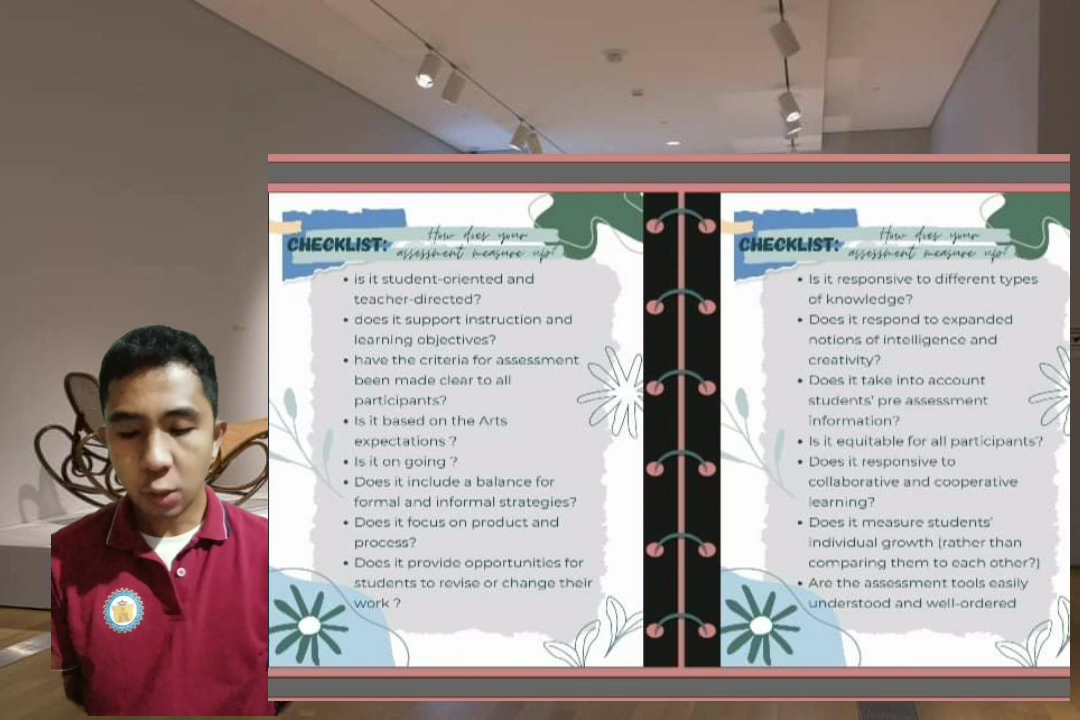 CHECKLIST: How does your
assessment measure up?
is it student-oriented and
teacher-directed?
does it support instruction and
learning objectives?
have the criteria for assessment
been made clear to all
participants?
Is it based on the Arts
expectations ?
Is it on going ?
Does it include a balance for
formal and informal strategies?
Does it focus on product and
process?
Does it provide opportunities for
students to revise or change their
work ?
CHECKLIST: How does your
assessment measure up?
Is it responsive to different types
of knowledge?
Does it respond to expanded
notions of intelligence and
creativity?
Does it take into account
students' pre assessment
information?
Is it equitable for all participants?
Does it responsive to
collaborative and cooperative
learning?
Does it measure students'
individual growth (rather than
comparing them to each other?)
Are the assessment tools easily
understood and well-ordered